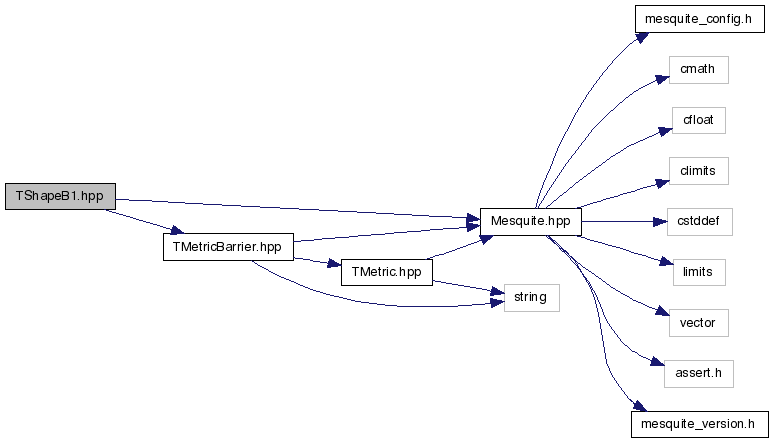 mesquite_config.h
cmath
cfloat
climits
TShapeB1.hpp
Mesquite.hpp
cstddef
TMetricBarrier.hpp
TMetric.hpp
limits
string
vector
assert.h
mesquite_version.h